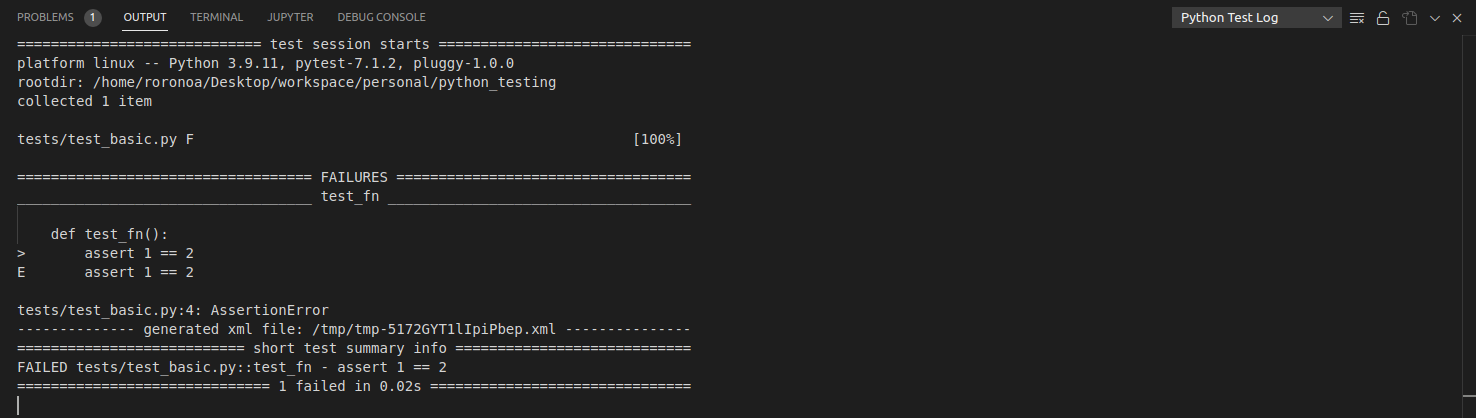 PROBLEMS 1 OUTPUT TERMINAL JUPYTER DEBUG CONSOLE Python Test Log
============================= test session starts ==============================
platform linux -- Python 3.9.11, pytest-7.1.2, pluggy-1.0.0
rootdir: /home/roronoa/Desktop/workspace/personal/python_testing
collected 1 item
tests/test_basic.py F [100%]
=================================== FAILURES ===================================
___________________________________ test_fn ____________________________________
def test_fn():
> assert 1 == 2
E assert 1 == 2
tests/test_basic.py:4: AssertionError
-------------- generated xml file: /tmp/tmp-5172GYT1lIpiPbep.xml ---------------
=========================== short test summary info ============================
FAILED tests/test_basic.py::test_fn - assert 1 == 2
============================== 1 failed in 0.02s ===============================